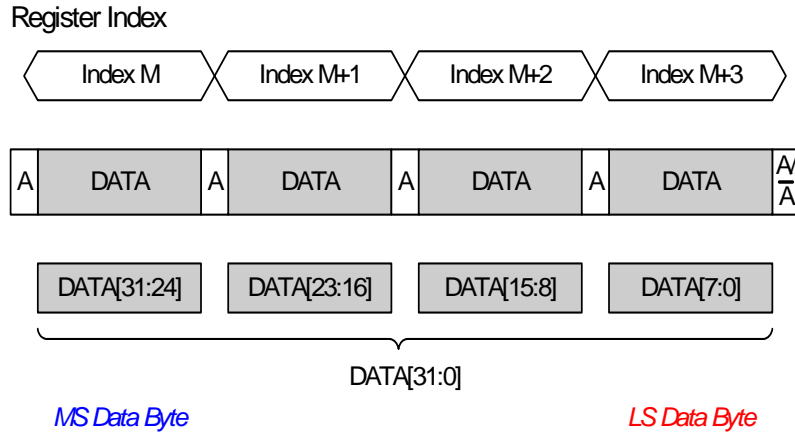 Register Index
Index M Index M+1 Index M+2 Index M+3
A DATA A DATA A DATA A DATA A/
A
DATA[31:24] DATA[23:16] DATA[15:8] DATA[7:0]
DATA[31:0]
MS Data Byte LS Data Byte